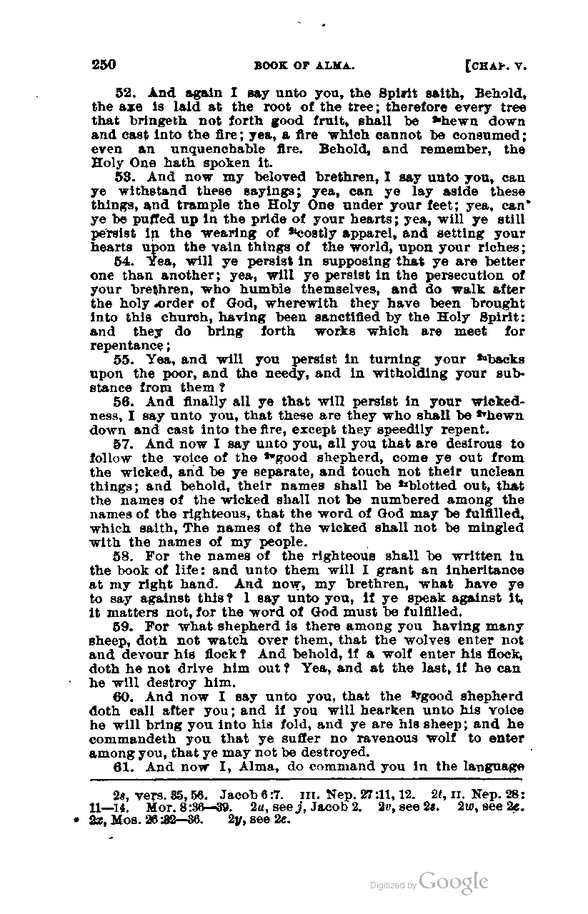 250 BOOK OF ALMA. [CHAP. V.
52. And again I say unto you, the Spirit saith, Behold,
the axe is laid at the root of the tree; therefore every tree
that bringeth not forth good fruit, shall be 2shewn down
and cast into the fire; yea, a fire which cannot be consumed;
even an unquenchable fire. Behold, and remember, the
Holy One hath spoken it.
53. And now my beloved brethren, I say unto you, can
ye withstand these sayings; yea, can ye lay aside these
things, and trample the Holy One under your feet; yea, can
ye be puffed up in the pride of your hearts; yea, will ye still
persist in the wearing of 2tcostly apparel, and setting your
hearts upon the vain things of the world, upon your riches;
54. Yea, will ye persist in supposing that ye are better
one than another; yea, will ye persist in the persecution of
your brethren, who humble themselves, and do walk after
the holy order of God, wherewith they have been brought
into this church, having been sanctified by the Holy Spirit:
and they do bring forth works which are meet for
repentance;
55. Yea, and will you persist in turning your 2ubacks
upon the poor, and the needy, and in witholding your sub-
stance from them?
56. And finally all ye that will persist in your wicked-
ness, I say unto you, that these are they who shall be 2vhewn
down and cast into the fire, except they speedily repent.
57. And now I say unto you, all you that are desirous to
follow the voice of the 2wgood shepherd, come ye out from
the wicked, and be ye separate, and touch not their unclean
things; and behold, their names shall be 2xblotted out, that
the names of the wicked shall not be numbered among the
names of the righteous, that the word of God may be fulfilled,
which saith, The names of the wicked shall not be mingled
with the names of my people.
58. For the names of the righteous shall be written in
the book of life: and unto them will I grant an inheritance
at my right hand. And now, my brethren, what have ye
to say against this? I say unto you, if ye speak against it,
it matters not, for the word of God must be fulfilled.
59. For what shepherd is there among you having many
sheep, doth not watch over them, that the wolves enter not
and devour his flock? And behold, if a wolf enter his flock,
doth he not drive him out? Yea, and at the last, if he can
he will destroy him.
60. And now I say unto you, that the 2ygood shepherd
doth call after you; and if you will hearken unto his voice
he will bring you into his fold, and ye are his sheep; and he
commandeth you that ye suffer no ravenous wolf to enter
among you, that ye may not be destroyed.
61. And now I, Alma, do command you in the language
2s, vers. 35, 56. Jacob 6:7. III. Nep. 27:11, 12. 2t, II. Nep. 28:
11—14. Mor. 8:36—39. 2u, see j, Jacob 2. 2v, see 2s. 2w, see 2e.
2x, Mos. 26:32—36. 2y, see 2e.
Digitized by Google